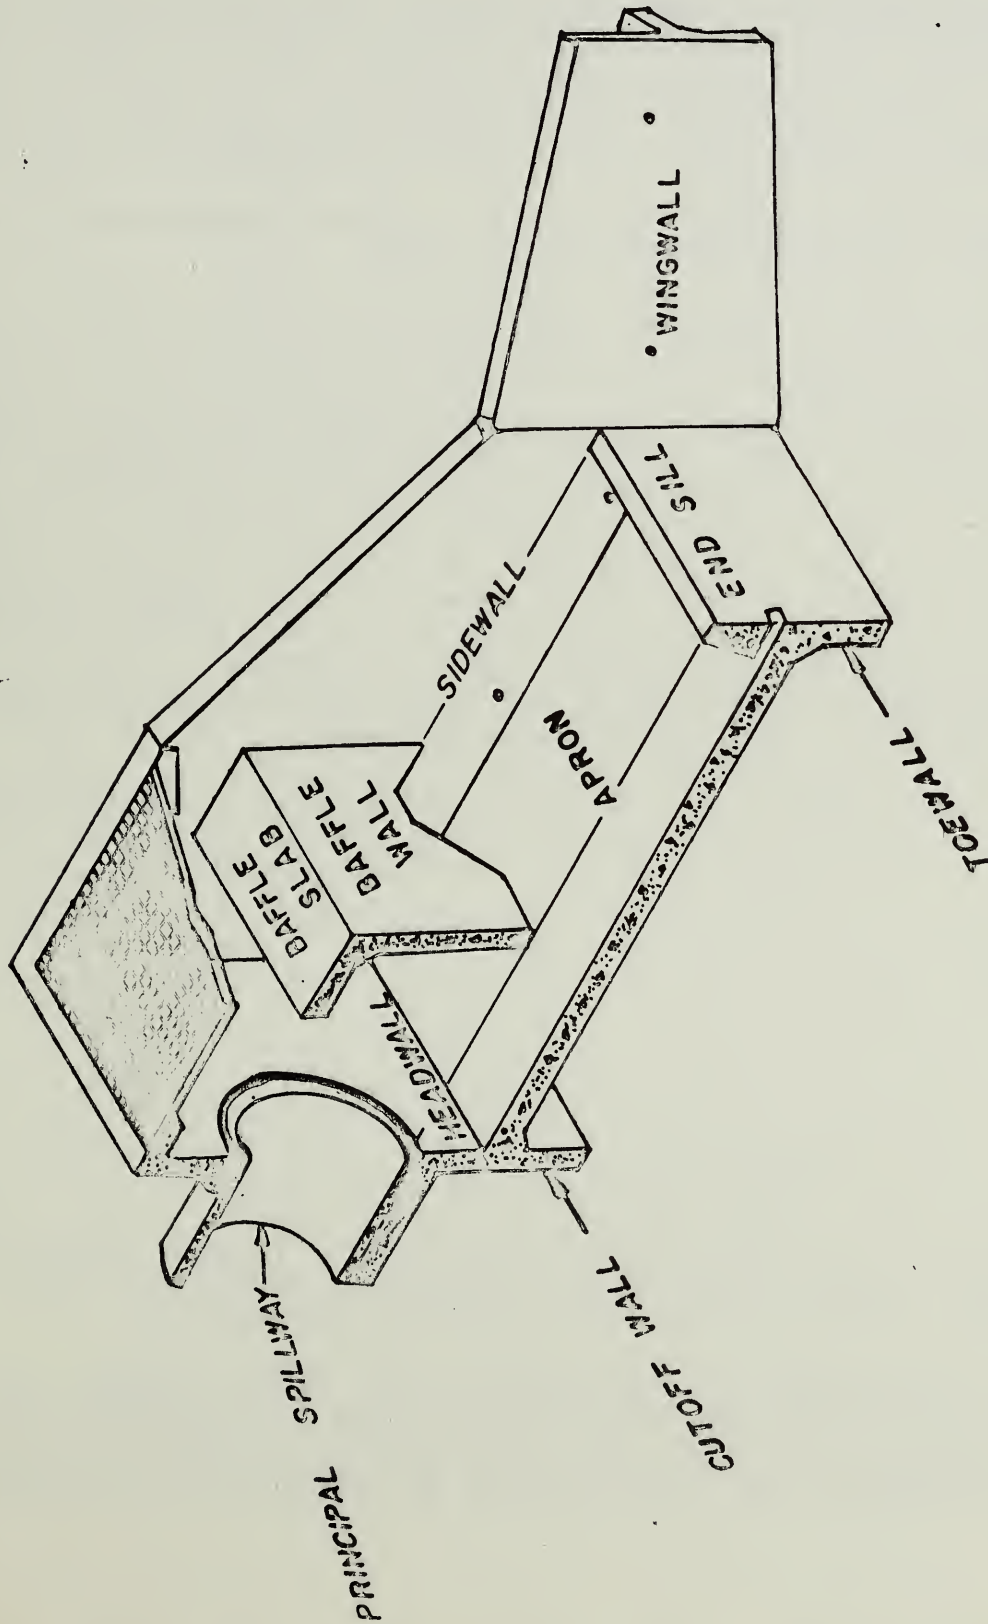 PRINCIPAL SPILLWAY
CUTOFF WALL
HEADWALL
BAFFLE
SLAB
BAFFLE
WALL
SIDEWALL
APRON
END SILL
TOEWALL
WINGWALL